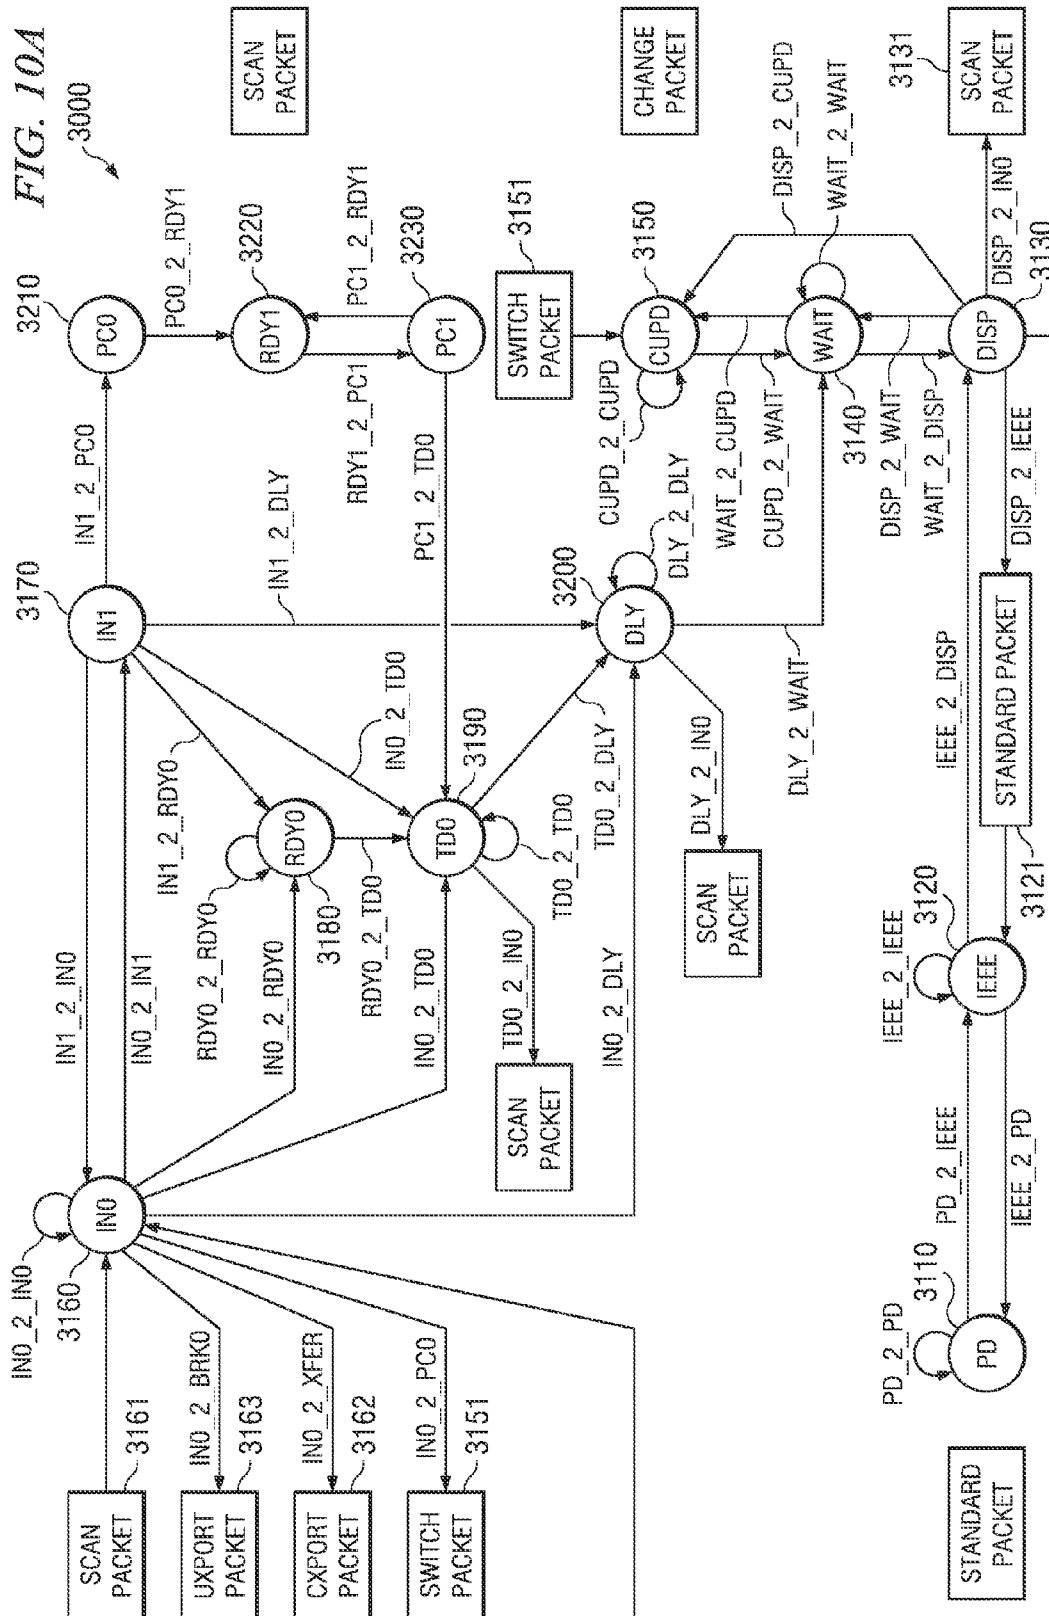 FIG. 10A
3000
SCAN
PACKET
3161
UXPORT
PACKET
3163
CXPORT
PACKET
3162
SWITCH
PACKET
3151
IN0_2_IN0
3160
IN0
IN0_2_BRK0
IN0_2_XFER
IN0_2_PC0
IN1_2_IN0
IN0_2_IN1
IN0_2_RDY0
IN0_2_TD0
IN0_2_DLY
RDY0_2_RDY0
RDY0
3180
RDY0_2_TD0
IN1_2_RDY0
3170
IN1
IN1_2_PC0
IN1_2_DLY
IN0_2_TD0
TD0
3190
TD0_2_TD0
TD0_2_IN0
SCAN
PACKET
TD0_2_DLY
3210
PC0
PC0_2_RDY1
RDY1
3220
RDY1_2_PC1
PC1_2_RDY1
PC1
3230
PC1_2_TD0
SCAN
PACKET
3200
DLY
DLY_2_DLY
DLY_2_IN0
SCAN
PACKET
DLY_2_WAIT
SWITCH
PACKET
3151
CHANGE
PACKET
CUPD
3150
CUPD_2_CUPD
WAIT_2_CUPD
CUPD_2_WAIT
DISP_2_CUPD
WAIT_2_WAIT
WAIT
3140
DISP_2_WAIT
WAIT_2_DISP
DISP
3130
DISP_2_IN0
SCAN
PACKET
3131
DISP_2_IEEE
STANDARD PACKET
3121
IEEE_2_DISP
IEEE_2_IEEE
3120
IEEE
PD_2_IEEE
IEEE_2_PD
PD_2_PD
3110
PD
STANDARD
PACKET